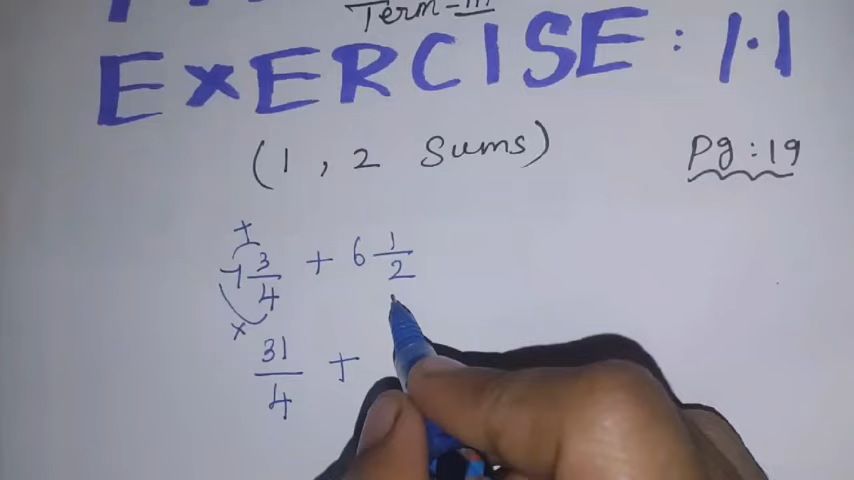 Term-III
EXERCISE : 1.1
(1, 2 Sums)
Pg : 19
+
7 3/4 + 6 1/2
×
31/4 +